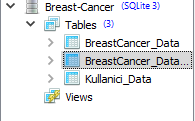 Breast-Cancer (SQLite 3)
Tables (3)
BreastCancer_Data
BreastCancer_Data...
Kullanici_Data
Views